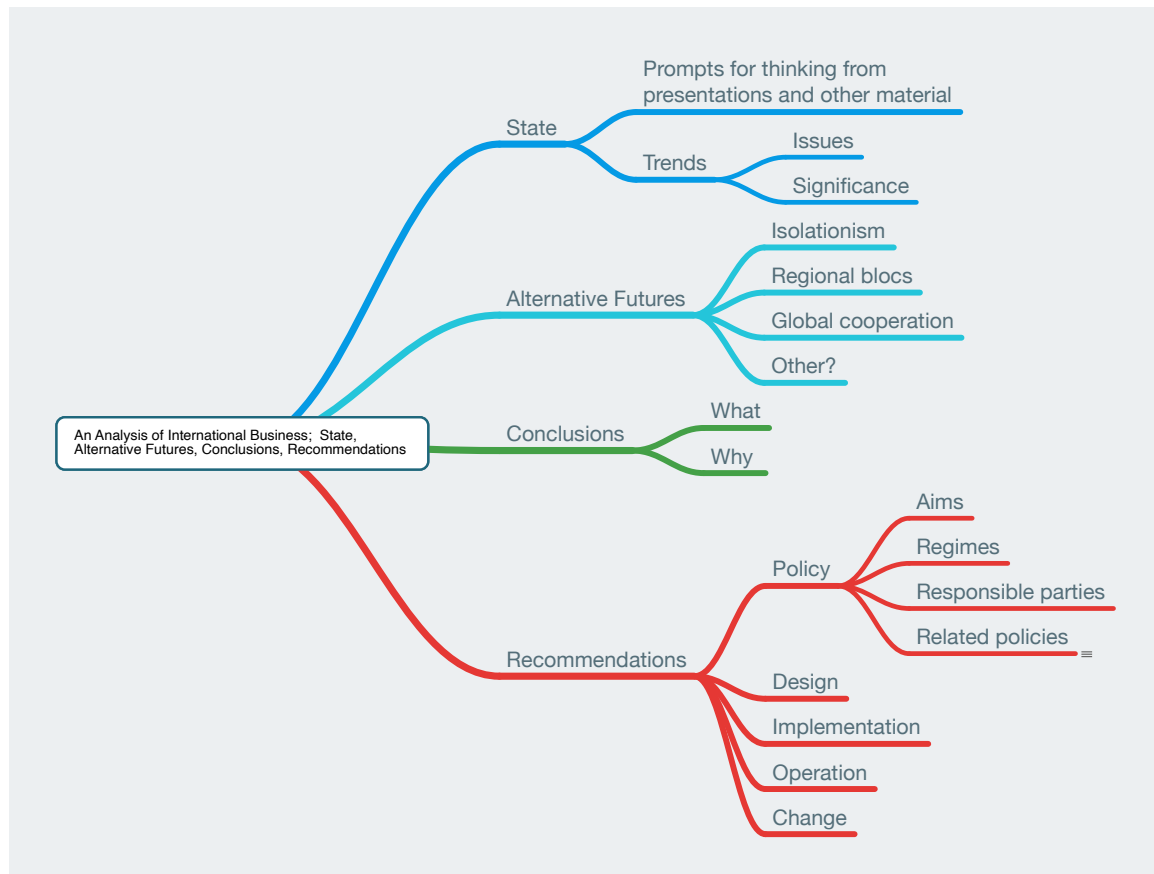 Prompts for thinking from
presentations and other material
State
Issues
Trends
Significance
Isolationism
Regional blocs
Alternative Futures
Global cooperation
Other?
An Analysis of International Business;  State,
Alternative Futures, Conclusions, Recommendations
What
Conclusions
Why
Aims
Regimes
Policy
Responsible parties
Related policies
Recommendations
Design
Implementation
Operation
Change